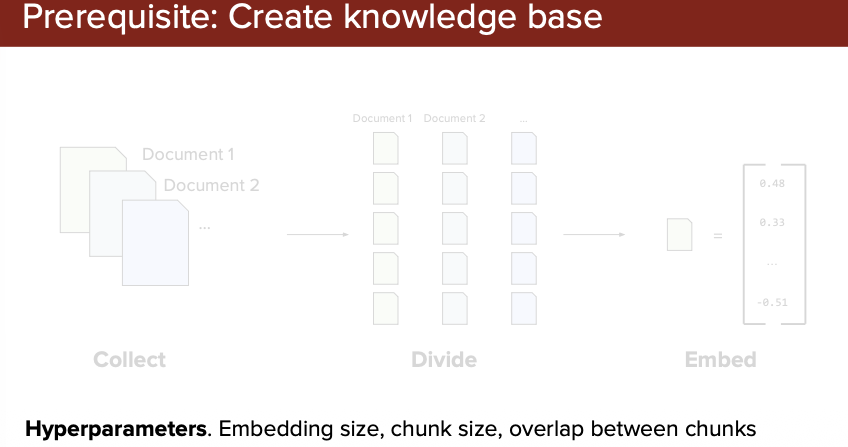 Prerequisite: Create knowledge base
Document 1 Document 2 ...
Document 1
Document 2
...
0.48
0.33
=
...
-0.51
Collect
Divide
Embed
Hyperparameters. Embedding size, chunk size, overlap between chunks